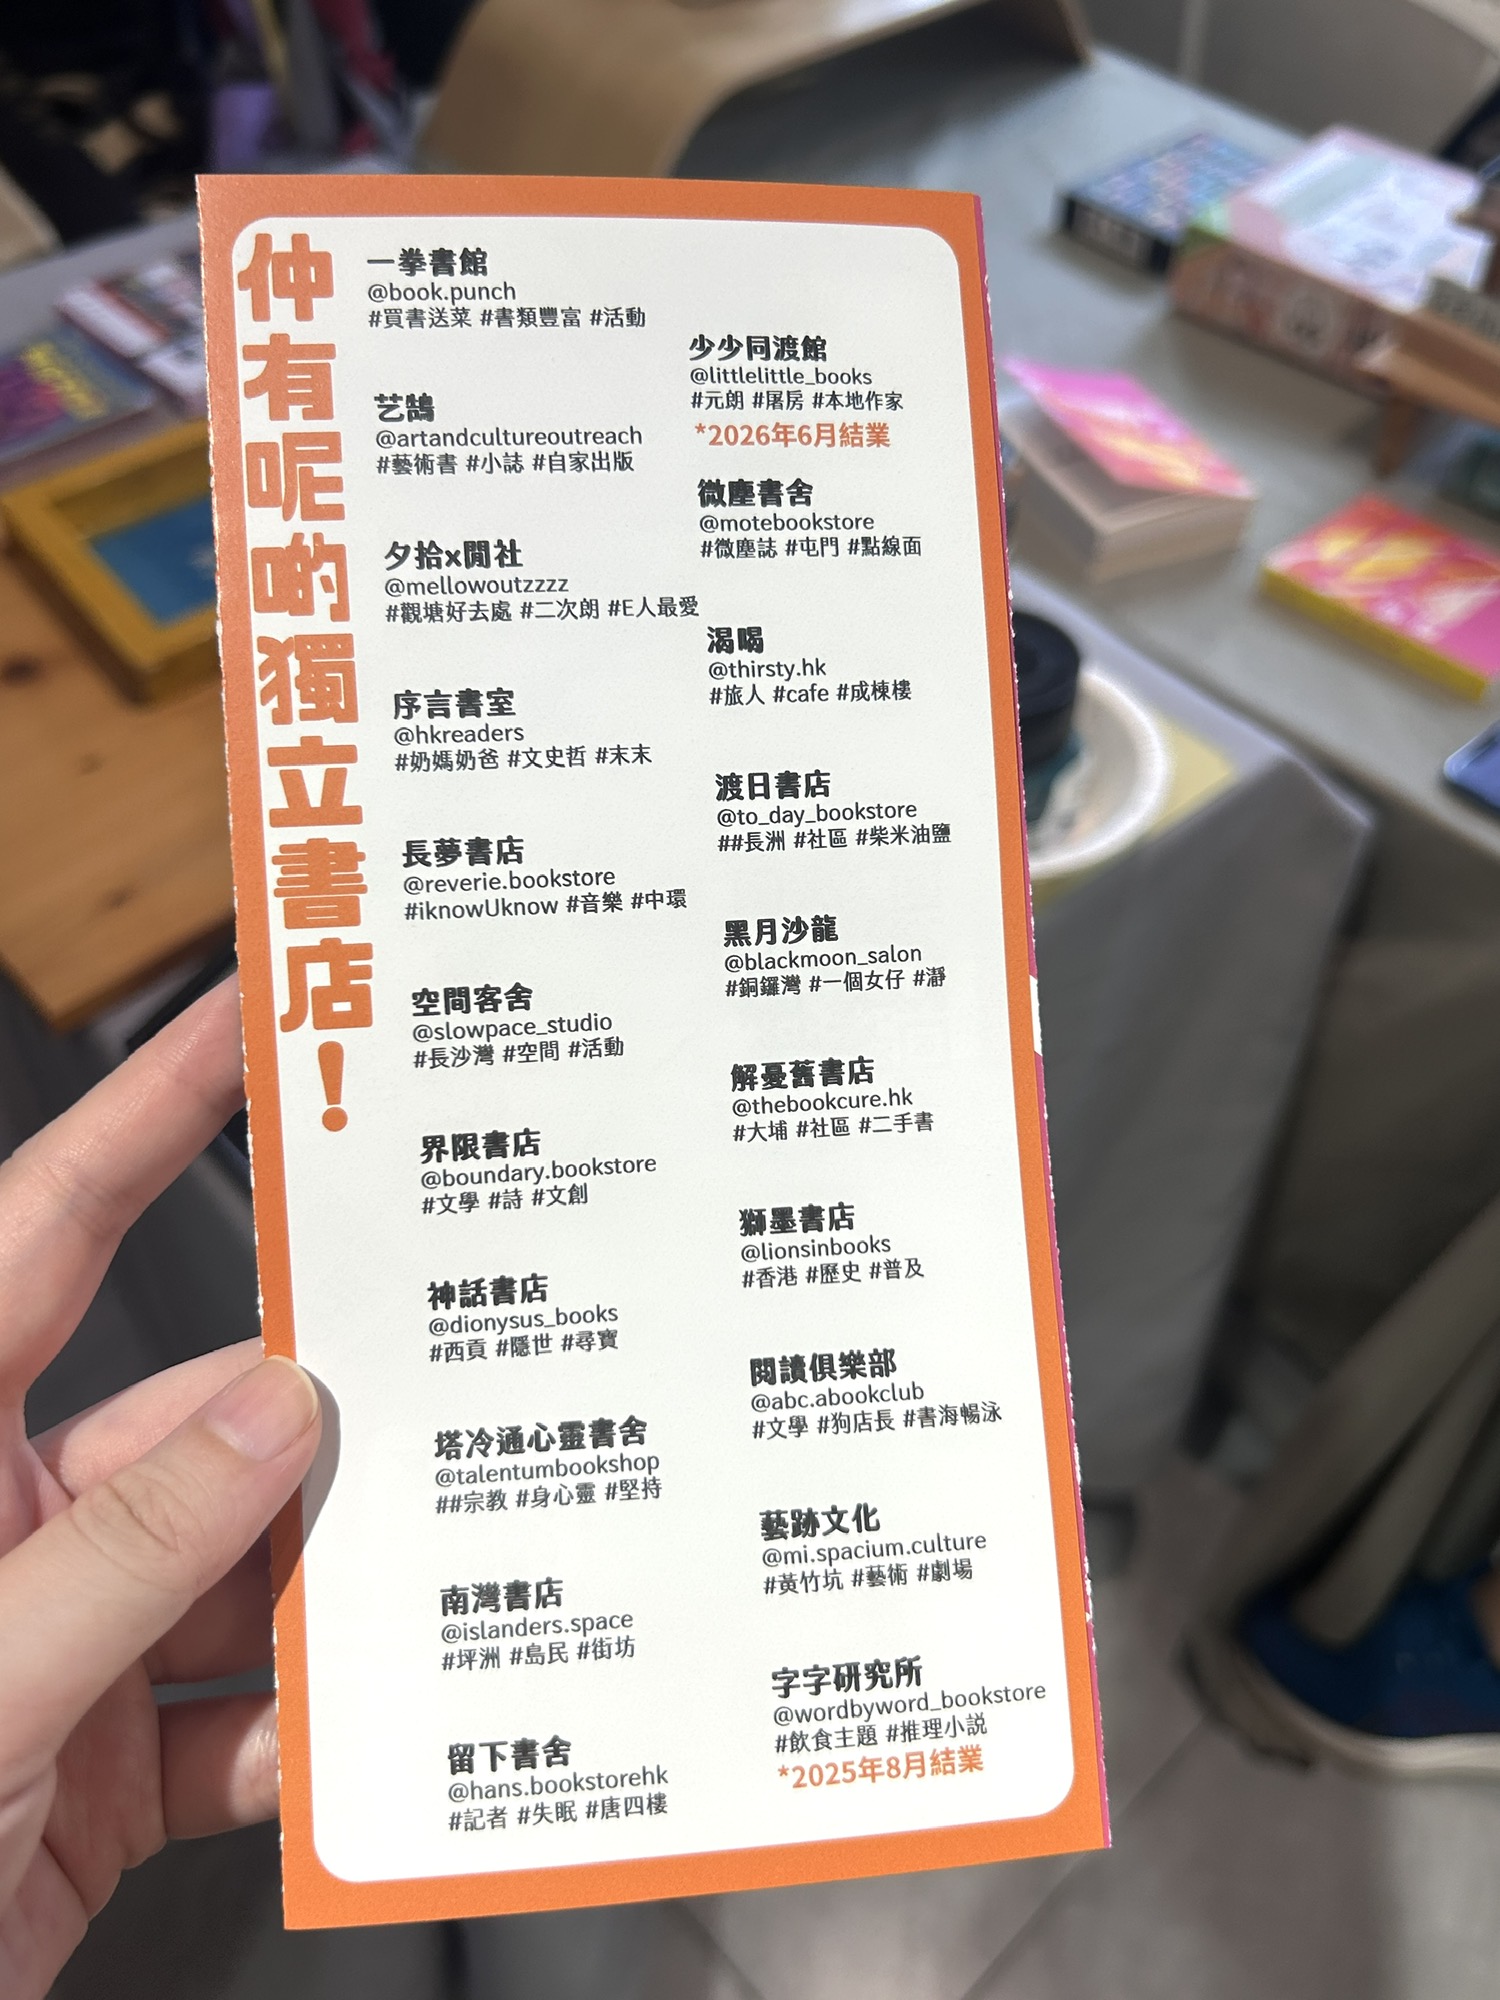 仲有呢啲獨立書店！
一拳書館
@book.punch
#買書送菜 #書類豐富 #活動
艺鵠
@artandcultureoutreach
#藝術書 #小誌 #自家出版
夕拾x閒社
@mellowoutzzzz
#觀塘好去處 #二次朗 #E人最愛
序言書室
@hkreaders
#奶媽奶爸 #文史哲 #末末
長夢書店
@reverie.bookstore
#iknowUknow #音樂 #中環
空間客舍
@slowpace_studio
#長沙灣 #空間 #活動
界限書店
@boundary.bookstore
#文學 #詩 #文創
神話書店
@dionysus_books
#西貢 #隱世 #尋寶
塔冷通心靈書舍
@talentumbookshop
##宗教 #身心靈 #堅持
南灣書店
@islanders.space
#坪洲 #島民 #街坊
留下書舍
@hans.bookstorehk
#記者 #失眠 #唐四樓
少少同渡館
@littlelittle_books
#元朗 #屠房 #本地作家
*2026年6月結業
微塵書舍
@motebookstore
#微塵誌 #屯門 #點線面
渴喝
@thirsty.hk
#旅人 #cafe #成棟樓
渡日書店
@to_day_bookstore
##長洲 #社區 #柴米油鹽
黑月沙龍
@blackmoon_salon
#銅鑼灣 #一個女仔 #瀞
解憂舊書店
@thebookcure.hk
#大埔 #社區 #二手書
獅墨書店
@lionsinbooks
#香港 #歷史 #普及
閱讀俱樂部
@abc.abookclub
#文學 #狗店長 #書海暢泳
藝跡文化
@mi.spacium.culture
#黃竹坑 #藝術 #劇場
字字研究所
@wordbyword_bookstore
#飲食主題 #推理小説
*2025年8月結業